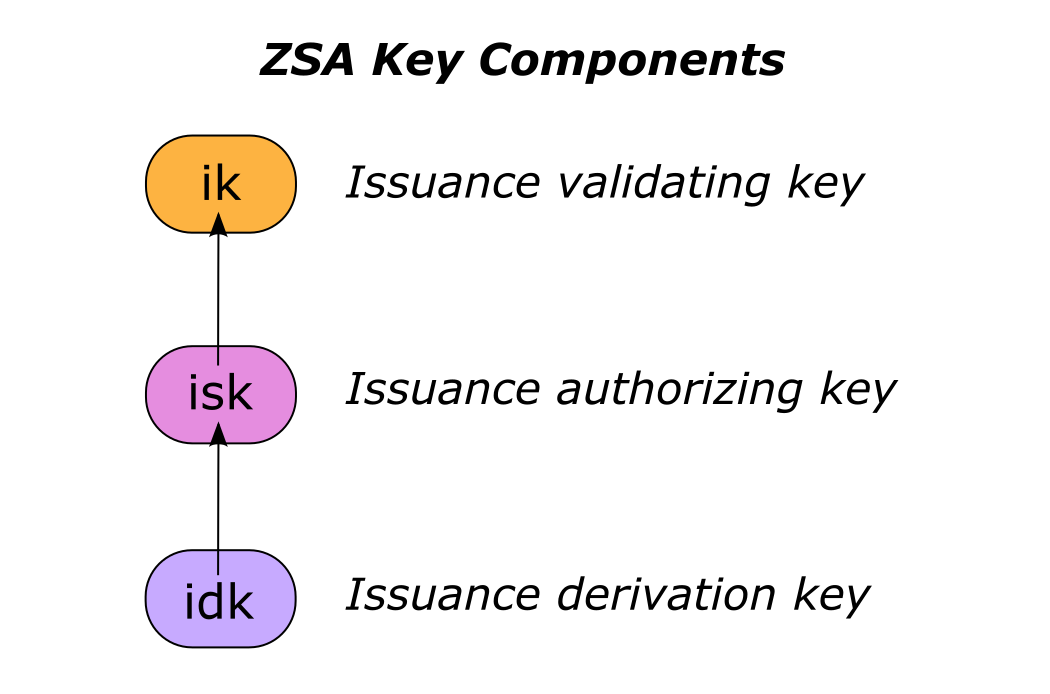 ZSA Key Components
ik Issuance validating key
isk Issuance authorizing key
idk Issuance derivation key